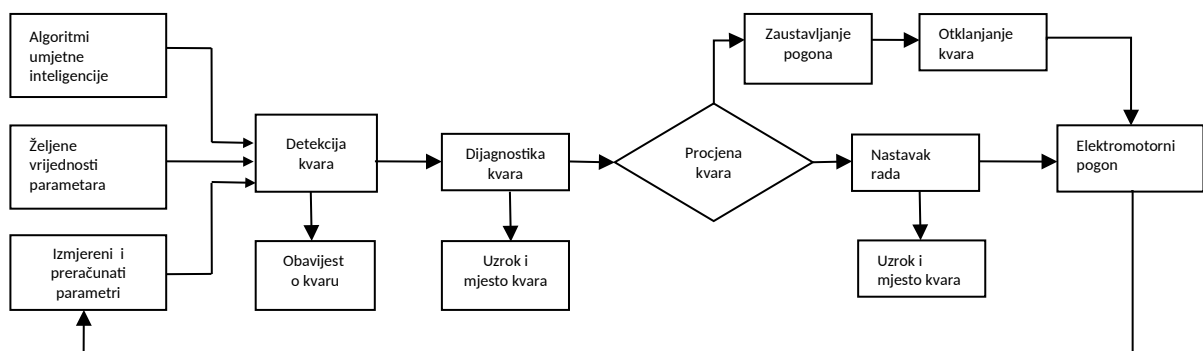 Algoritmi
umjetne
inteligencije
Željene
vrijednosti
parametara
Izmjereni i
preračunati
parametri
Detekcija
kvara
Obavijest
o kvaru
Dijagnostika
kvara
Uzrok i
mjesto kvara
Procjena
kvara
Zaustavljanje
pogona
Otklanjanje
kvara
Nastavak
rada
Uzrok i
mjesto kvara
Elektromotorni
pogon